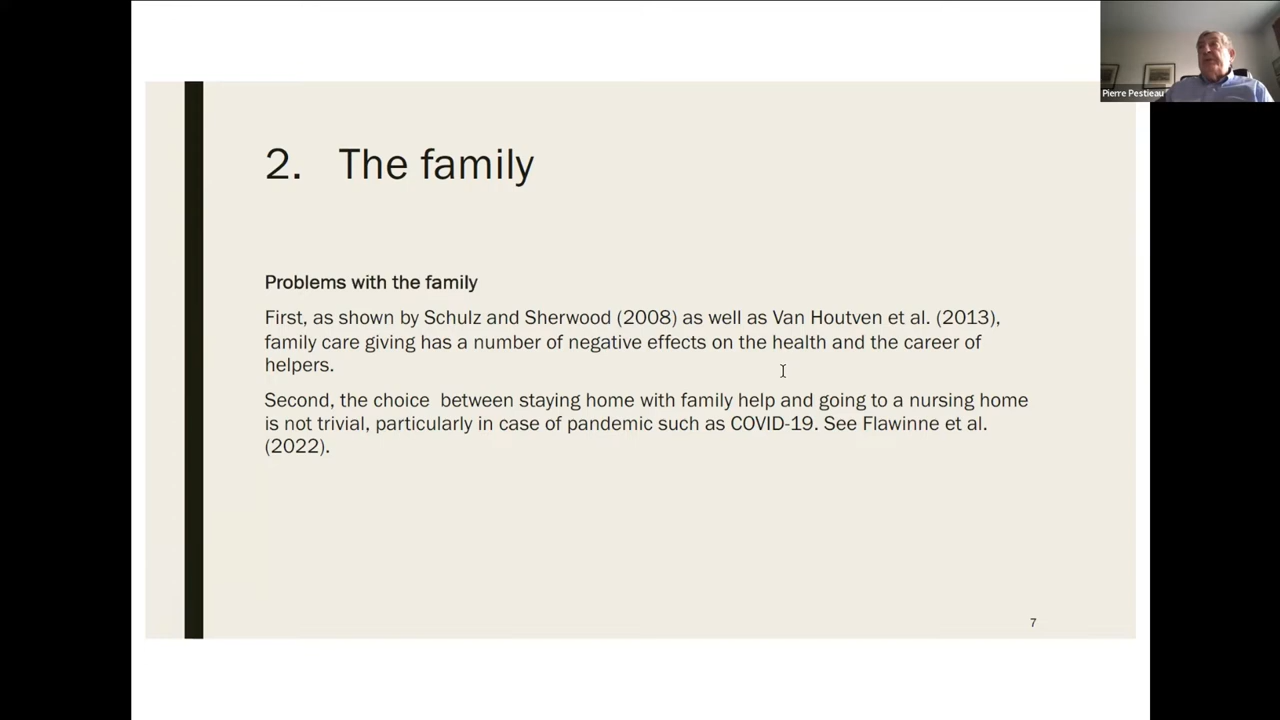 Pierre Pestieau
2. The family
Problems with the family
First, as shown by Schulz and Sherwood (2008) as well as Van Houtven et al. (2013),
family care giving has a number of negative effects on the health and the career of
helpers.
Second, the choice  between staying home with family help and going to a nursing home
is not trivial, particularly in case of pandemic such as COVID-19. See Flawinne et al.
(2022).
7